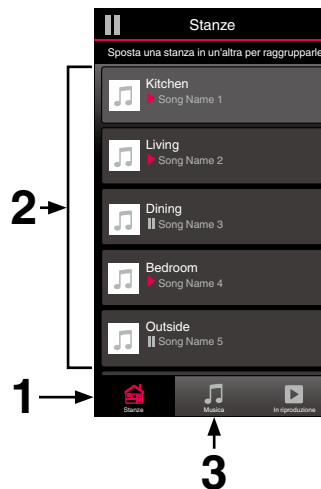 Stanze
Sposta una stanza in un'altra per raggrupparle
Kitchen
Song Name 1
Living
Song Name 2
2
Dining
Song Name 3
Bedroom
Song Name 4
Outside
Song Name 5
1
Stanze
Musica
In riproduzione
3